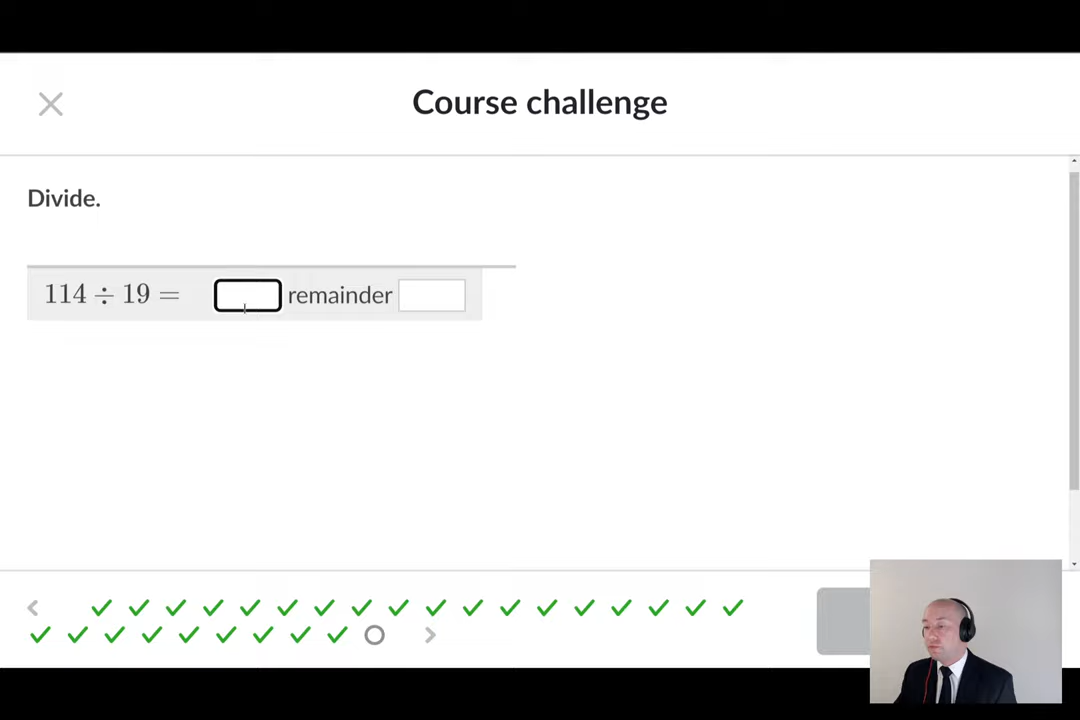 Course challenge
Divide.
114 ÷ 19 = remainder